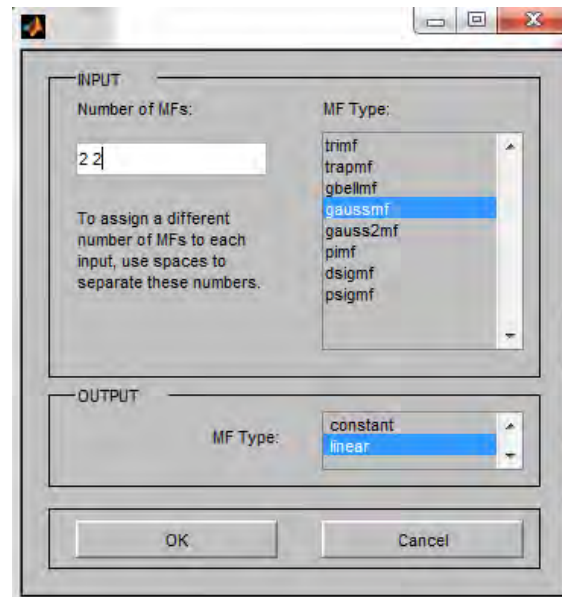 INPUT
Number of MFs:
2 2
To assign a different
number of MFs to each
input, use spaces to
separate these numbers.
MF Type:
trimf
trapmf
gbellmf
gaussmf
gauss2mf
pimf
dsigmf
psigmf
OUTPUT
MF Type:
constant
linear
OK
Cancel